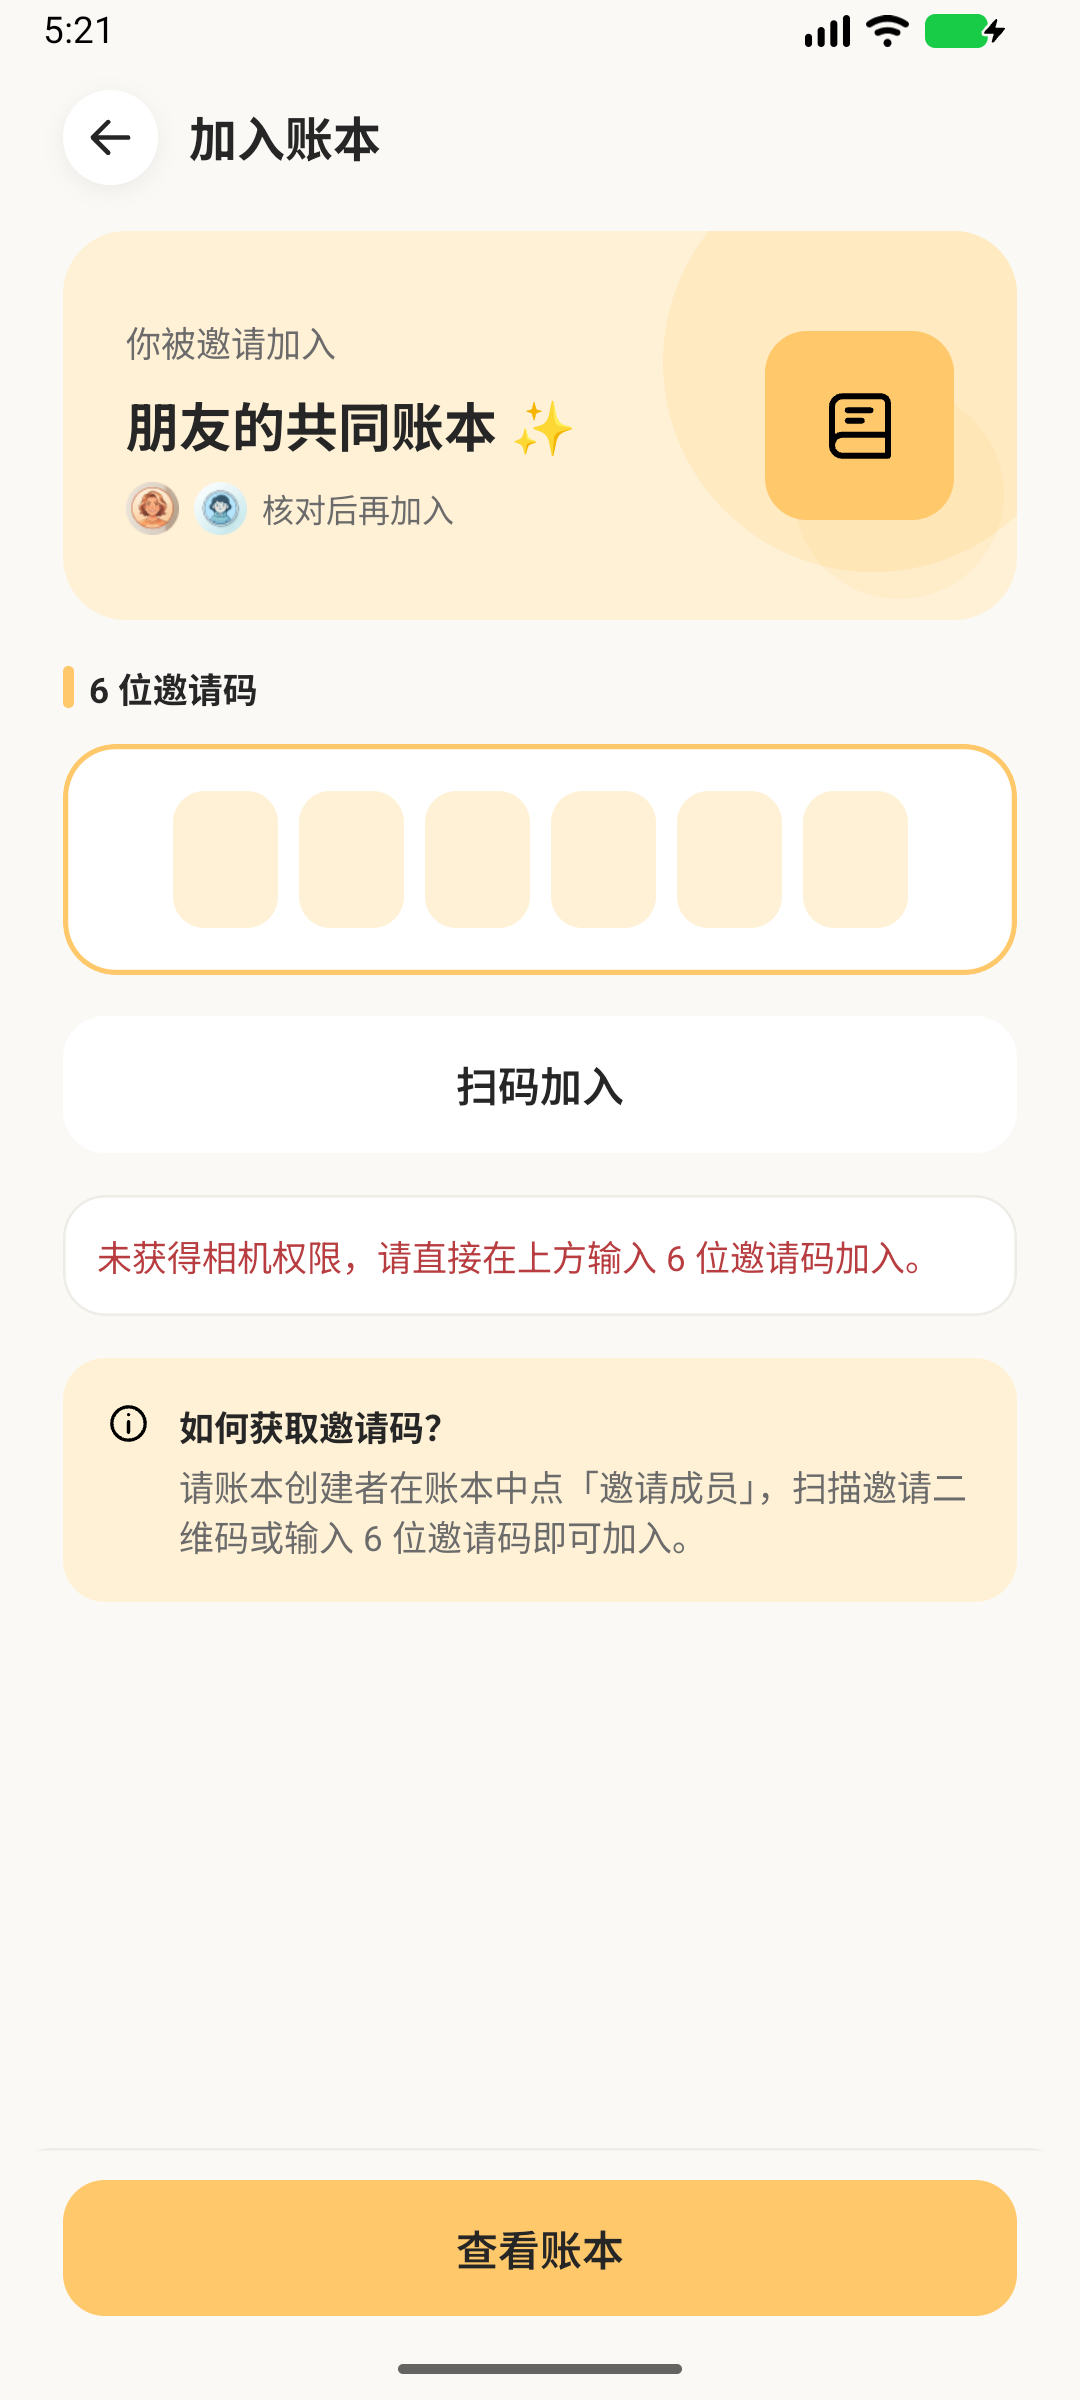 5:21
加入账本
你被邀请加入
朋友的共同账本 ✨
核对后再加入
6 位邀请码
扫码加入
未获得相机权限，请直接在上方输入 6 位邀请码加入。
如何获取邀请码？
请账本创建者在账本中点「邀请成员」，扫描邀请二
维码或输入 6 位邀请码即可加入。
查看账本